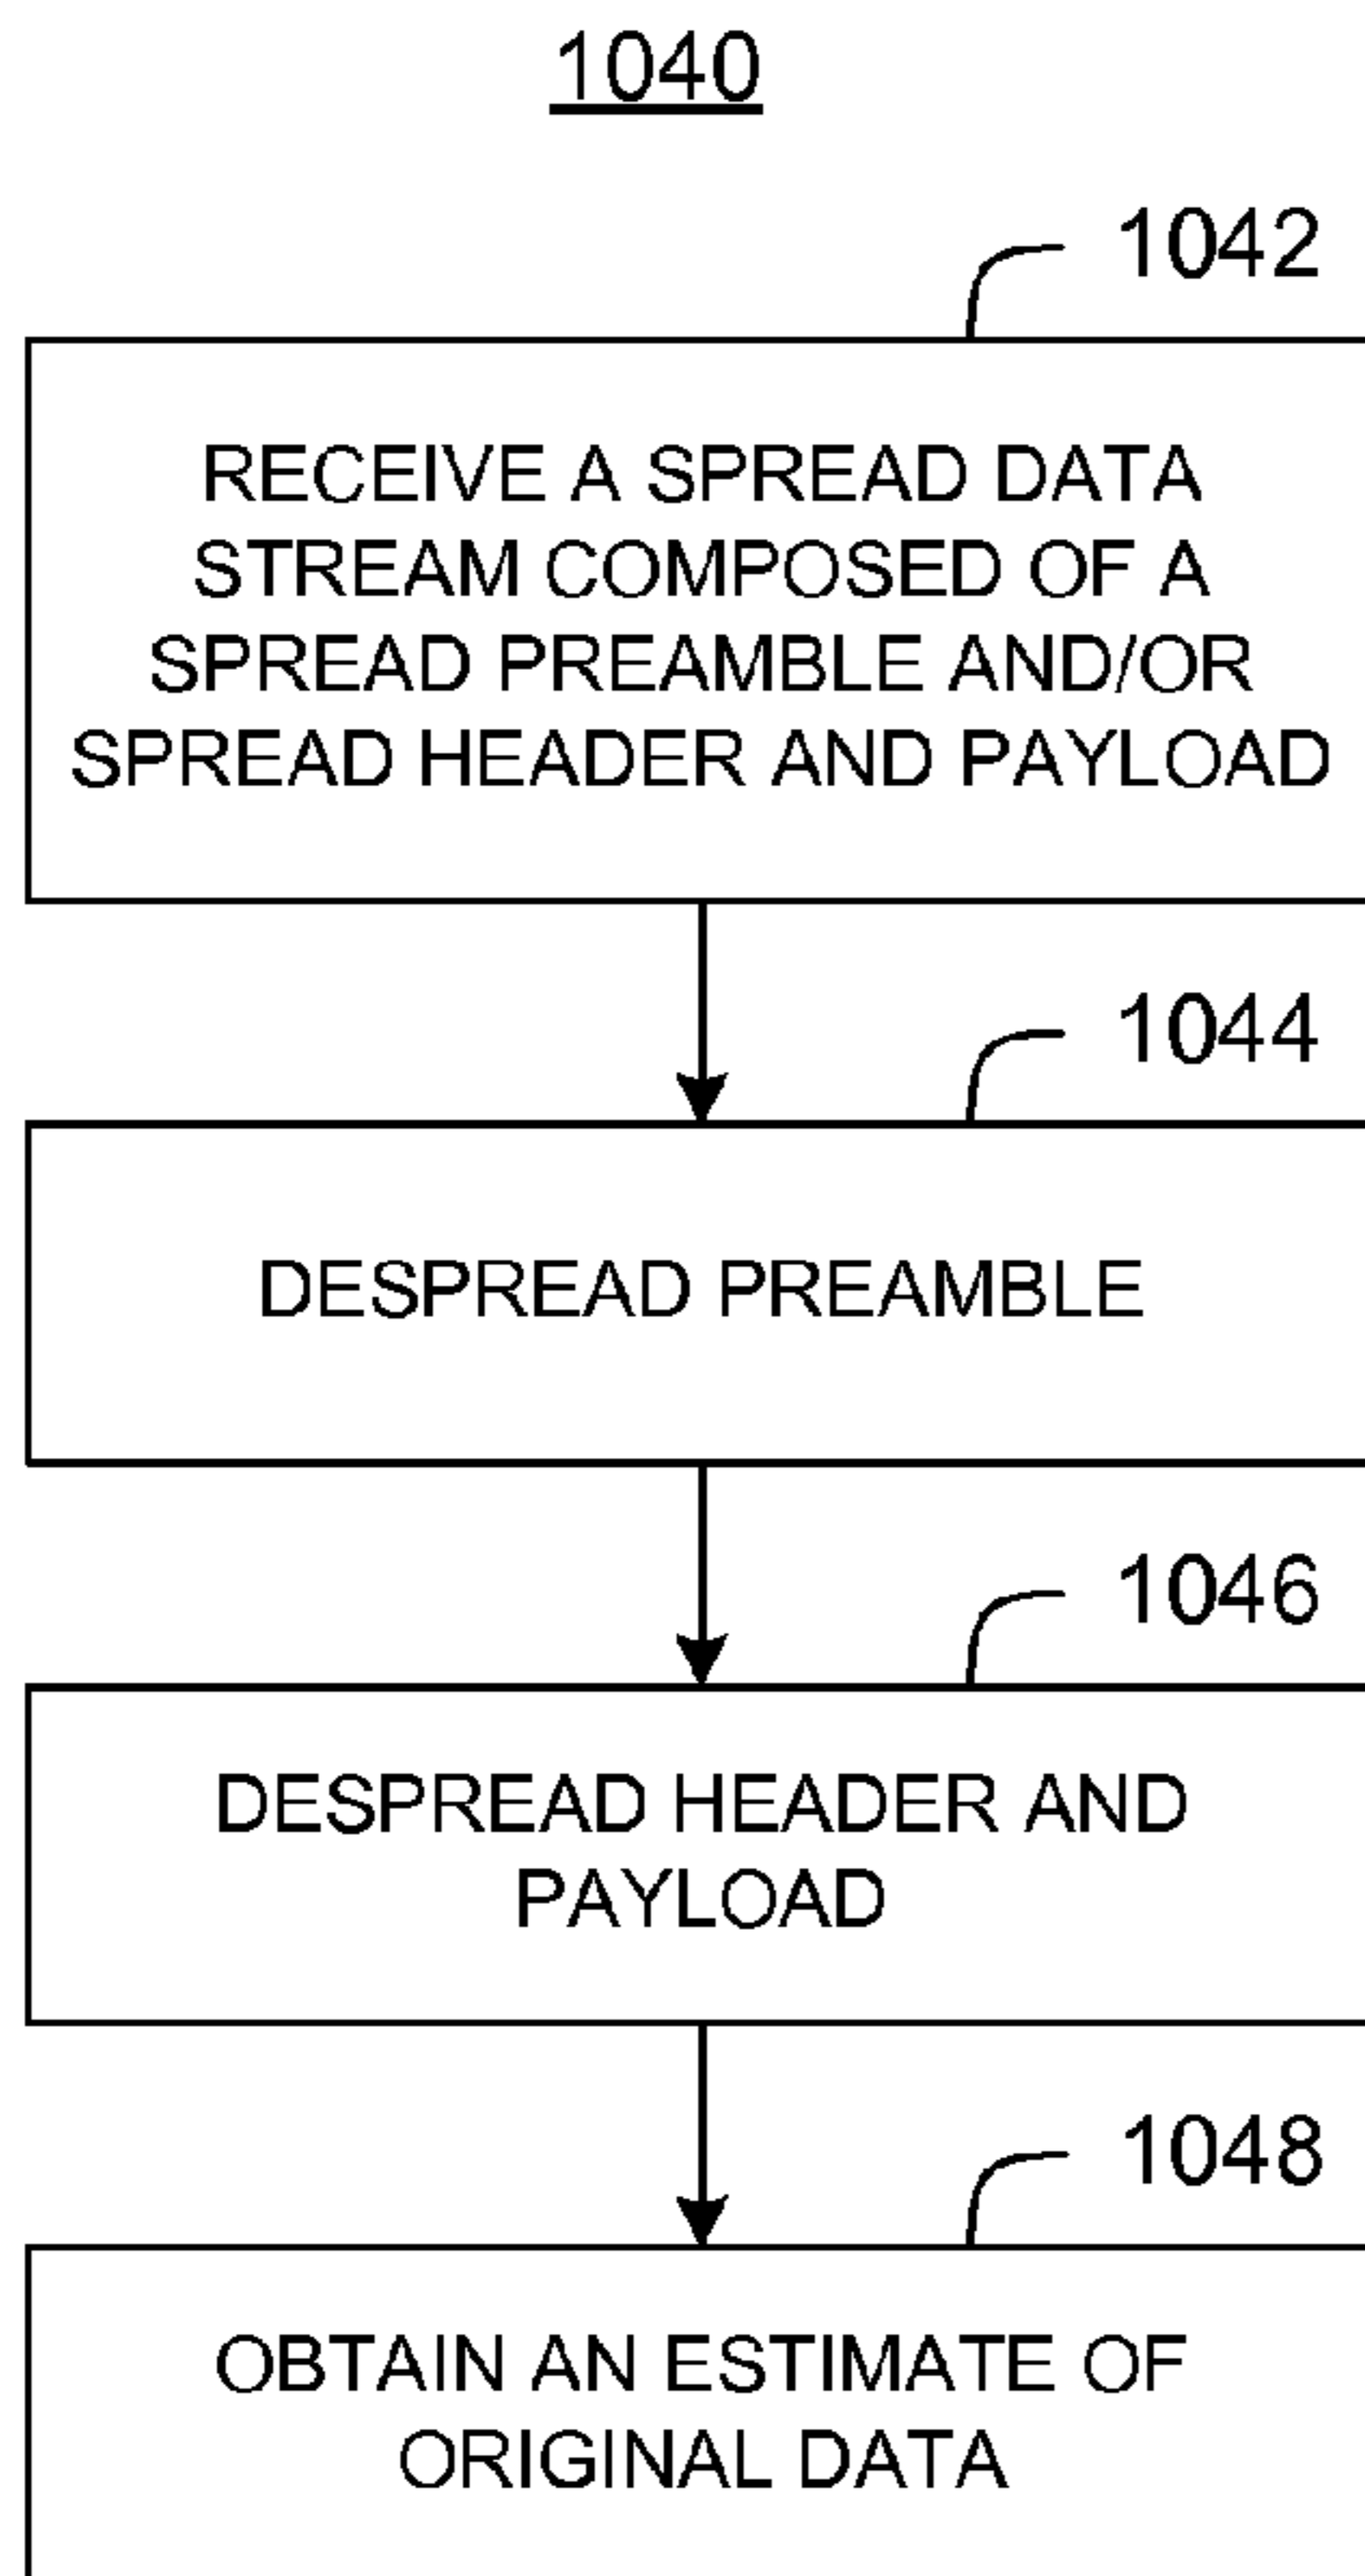 1040
1042
RECEIVE A SPREAD DATA
STREAM COMPOSED OF A
SPREAD PREAMBLE AND/OR
SPREAD HEADER AND PAYLOAD
1044
DESPREAD PREAMBLE
1046
DESPREAD HEADER AND
PAYLOAD
1048
OBTAIN AN ESTIMATE OF
ORIGINAL DATA